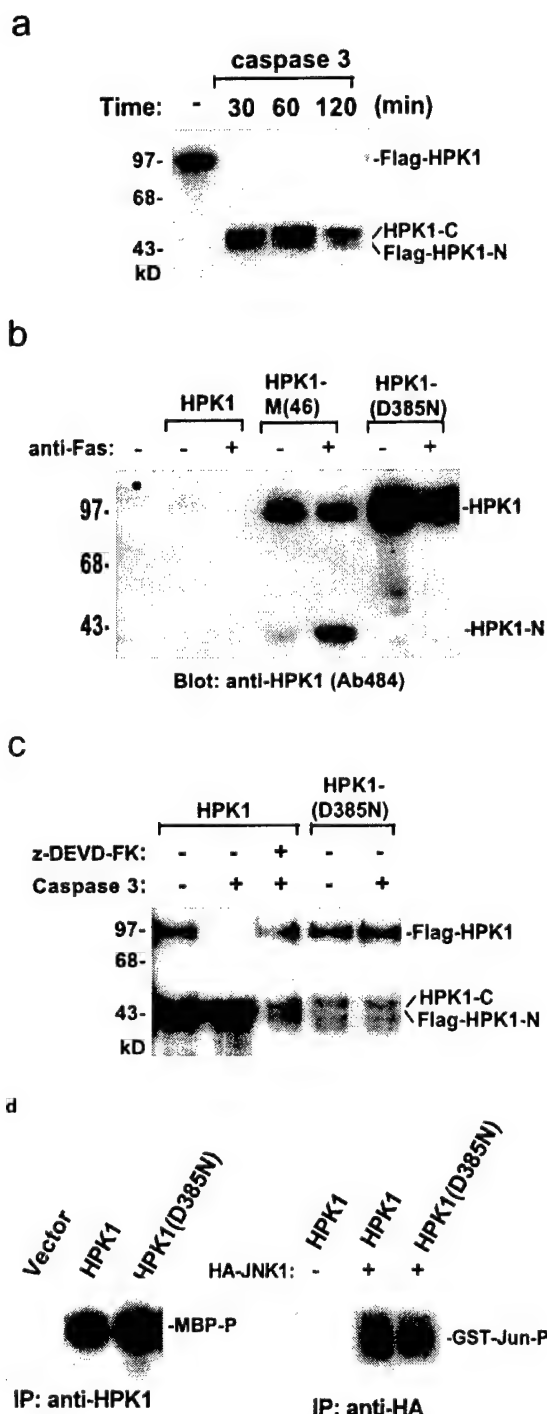 a
caspase 3
Time: - 30 60 120 (min)
97- -Flag-HPK1
68-
HPK1-C
43- Flag-HPK1-N
kD
b
HPK1 HPK1-M(46) HPK1-(D385N)
anti-Fas: - - + - + - +
97- -HPK1
68-
43- -HPK1-N
Blot: anti-HPK1 (Ab484)
c
HPK1 HPK1-(D385N)
z-DEVD-FK: - - + - -
Caspase 3: - + + - +
97- -Flag-HPK1
68-
HPK1-C
43- Flag-HPK1-N
kD
d
Vector HPK1 HPK1(D385N) HPK1 HPK1 HPK1(D385N)
HA-JNK1: - + +
-MBP-P -GST-Jun-P
IP: anti-HPK1 IP: anti-HA